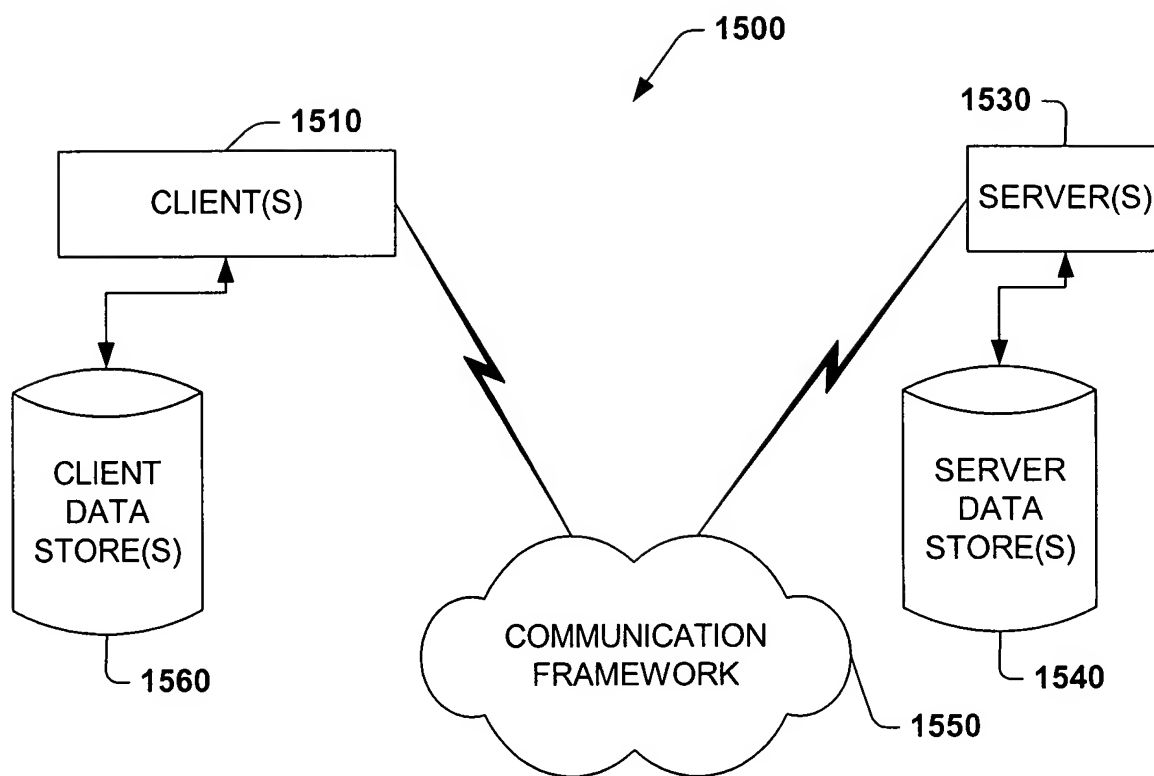 1500
1510
1530
CLIENT(S)
SERVER(S)
CLIENT
DATA
STORE(S)
SERVER
DATA
STORE(S)
COMMUNICATION
FRAMEWORK
1560
1540
1550